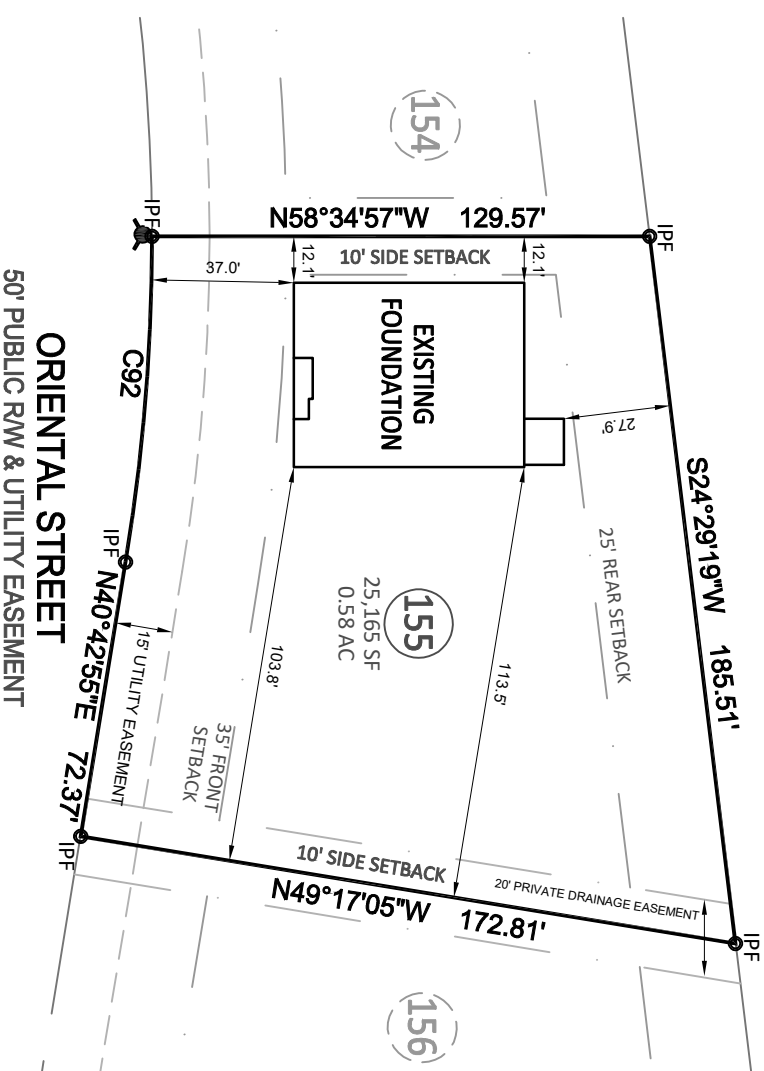 154
IPF
N58°34'57"W 129.57'
IPF
12.1'
10' SIDE SETBACK
12.1'
37.0'
EXISTING
FOUNDATION
27.9'
C92
S24°29'19"W 185.51'
ORIENTAL STREET
50' PUBLIC R/W & UTILITY EASEMENT
IPF
N40°42'55"E 72.37'
15' UTILITY EASEMENT
25' REAR SETBACK
155
25,165 SF
0.58 AC
103.8'
113.5'
35' FRONT
SETBACK
IPF
10' SIDE SETBACK
N49°17'05"W 172.81'
20' PRIVATE DRAINAGE EASEMENT
IPF
156